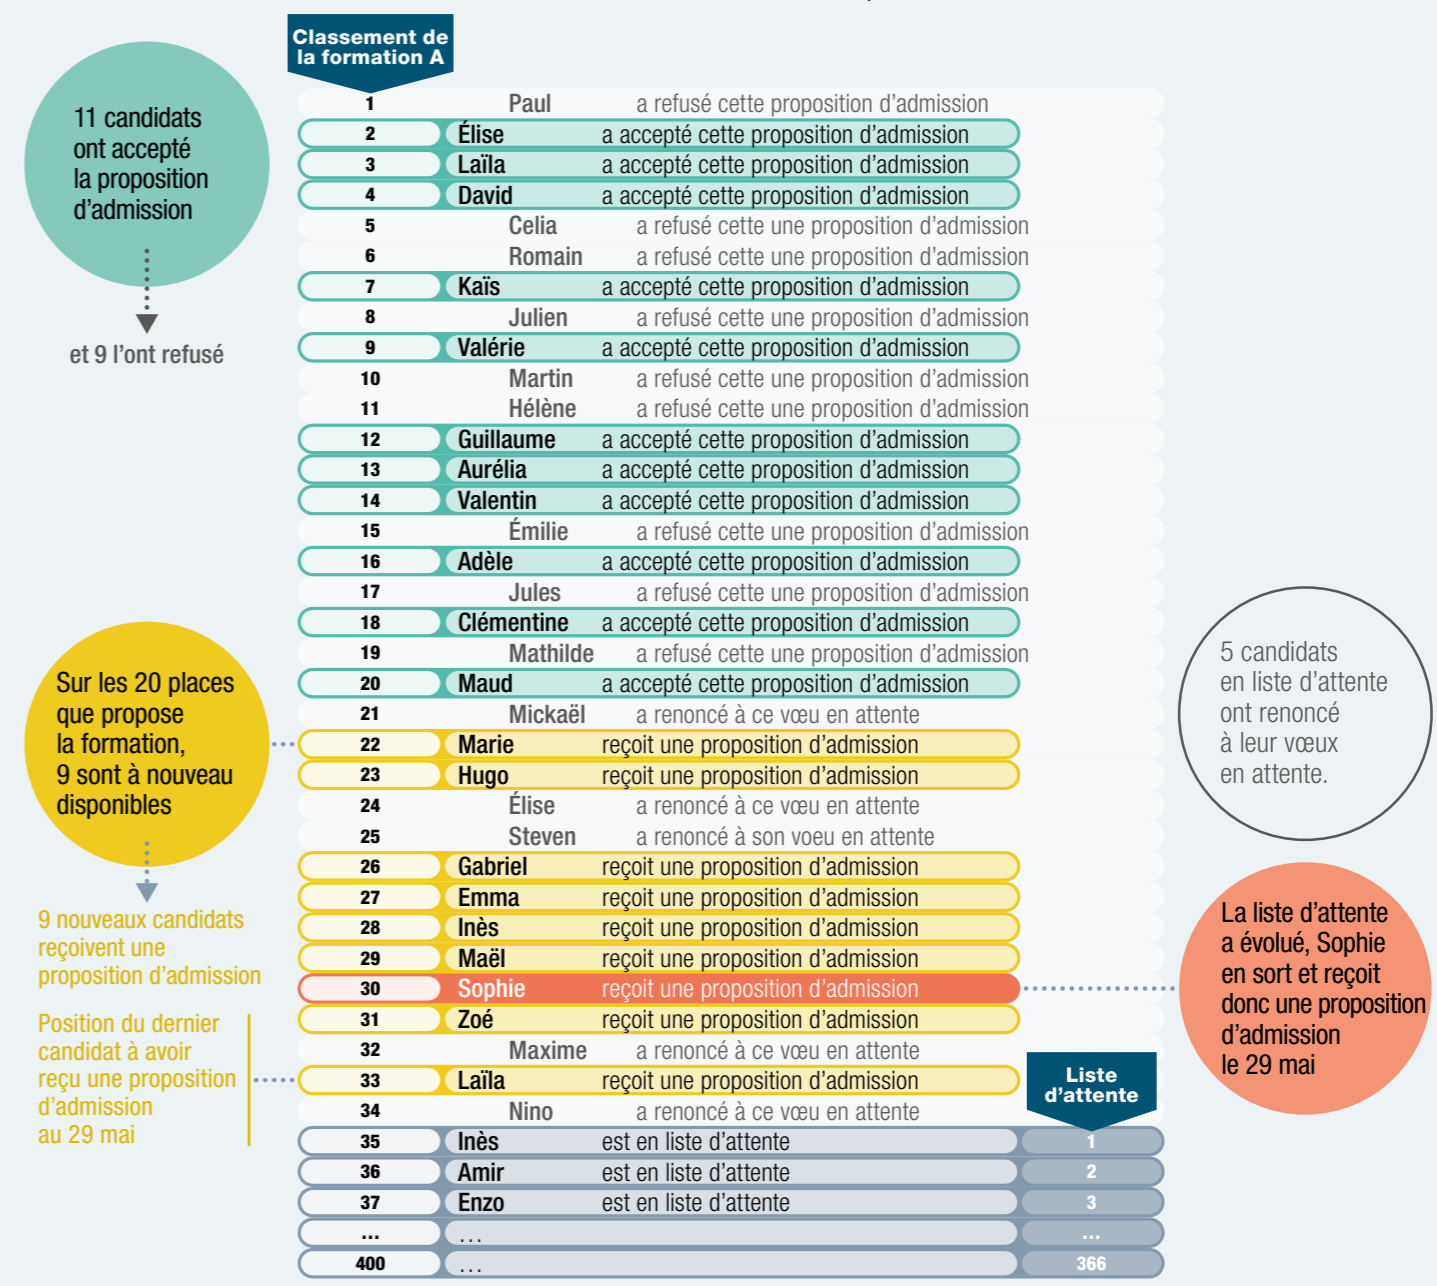 Classement de
la formation A
11 candidats
ont accepté
la proposition
d'admission
et 9 l'ont refusé
1 Paul a refusé cette proposition d'admission
2 Élise a accepté cette proposition d'admission
3 Laïla a accepté cette proposition d'admission
4 David a accepté cette proposition d'admission
5 Celia a refusé cette une proposition d'admission
6 Romain a refusé cette une proposition d'admission
7 Kaïs a accepté cette proposition d'admission
8 Julien a refusé cette une proposition d'admission
9 Valérie a accepté cette proposition d'admission
10 Martin a refusé cette une proposition d'admission
11 Hélène a refusé cette une proposition d'admission
12 Guillaume a accepté cette proposition d'admission
13 Aurélia a accepté cette proposition d'admission
14 Valentin a accepté cette proposition d'admission
15 Émilie a refusé cette une proposition d'admission
16 Adèle a accepté cette proposition d'admission
17 Jules a refusé cette une proposition d'admission
18 Clémentine a accepté cette proposition d'admission
19 Mathilde a refusé cette une proposition d'admission
20 Maud a accepté cette proposition d'admission
21 Mickaël a renoncé à ce vœu en attente
22 Marie reçoit une proposition d'admission
23 Hugo reçoit une proposition d'admission
24 Élise a renoncé à ce vœu en attente
25 Steven a renoncé à son voeu en attente
26 Gabriel reçoit une proposition d'admission
27 Emma reçoit une proposition d'admission
28 Inès reçoit une proposition d'admission
29 Maël reçoit une proposition d'admission
30 Sophie reçoit une proposition d'admission
31 Zoé reçoit une proposition d'admission
32 Maxime a renoncé à ce vœu en attente
33 Laïla reçoit une proposition d'admission
34 Nino a renoncé à ce vœu en attente
Liste
d'attente
35 Inès est en liste d'attente 1
36 Amir est en liste d'attente 2
37 Enzo est en liste d'attente 3
... ... ...
400 ... 366
Sur les 20 places
que propose
la formation,
9 sont à nouveau
disponibles
9 nouveaux candidats
reçoivent une
proposition d'admission
Position du dernier
candidat à avoir
reçu une proposition
d'admission
au 29 mai
5 candidats
en liste d'attente
ont renoncé
à leur vœux
en attente.
La liste d'attente
a évolué, Sophie
en sort et reçoit
donc une proposition
d'admission
le 29 mai